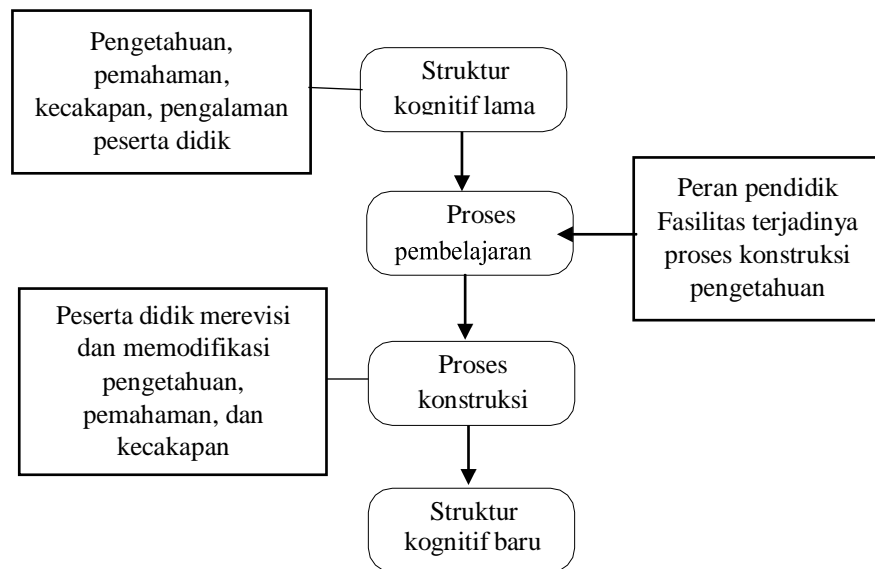 Pengetahuan,
pemahaman,
kecakapan, pengalaman
peserta didik
Struktur
kognitif lama
Proses
pembelajaran
Peran pendidik
Fasilitas terjadinya
proses konstruksi
pengetahuan
Peserta didik merevisi
dan memodifikasi
pengetahuan,
pemahaman, dan
kecakapan
Proses
konstruksi
Struktur
kognitif baru